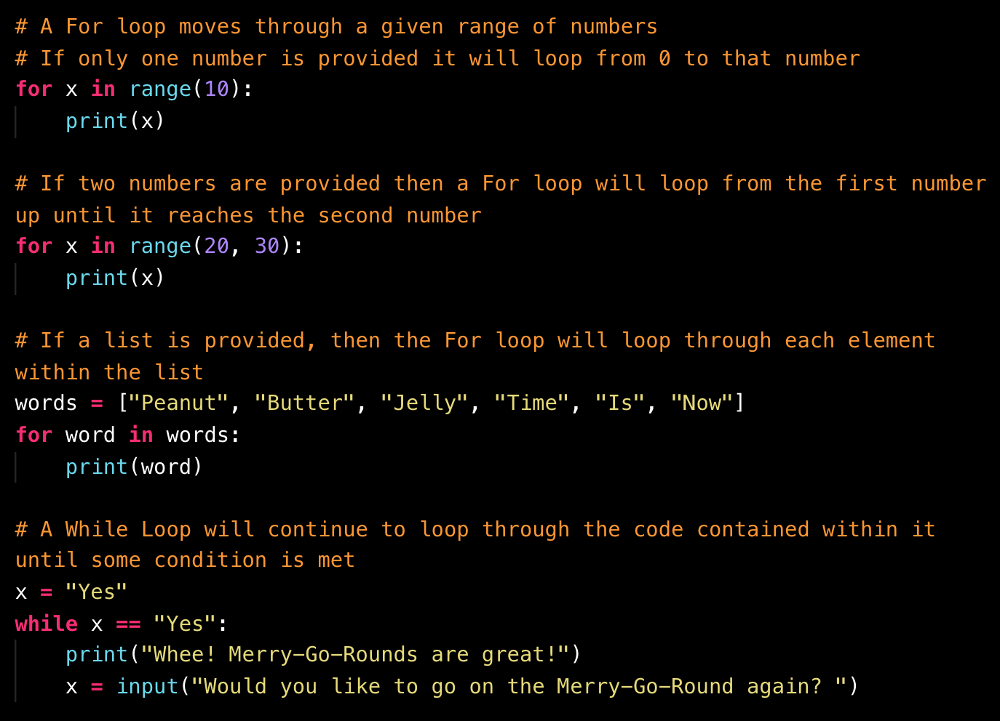 # A For loop moves through a given range of numbers
# If only one number is provided it will loop from 0 to that number
for x in range(10):
    print(x)

# If two numbers are provided then a For loop will loop from the first number
up until it reaches the second number
for x in range(20, 30):
    print(x)

# If a list is provided, then the For loop will loop through each element
within the list
words = ["Peanut", "Butter", "Jelly", "Time", "Is", "Now"]
for word in words:
    print(word)

# A While Loop will continue to loop through the code contained within it
until some condition is met
x = "Yes"
while x == "Yes":
    print("Whee! Merry-Go-Rounds are great!")
    x = input("Would you like to go on the Merry-Go-Round again? ")